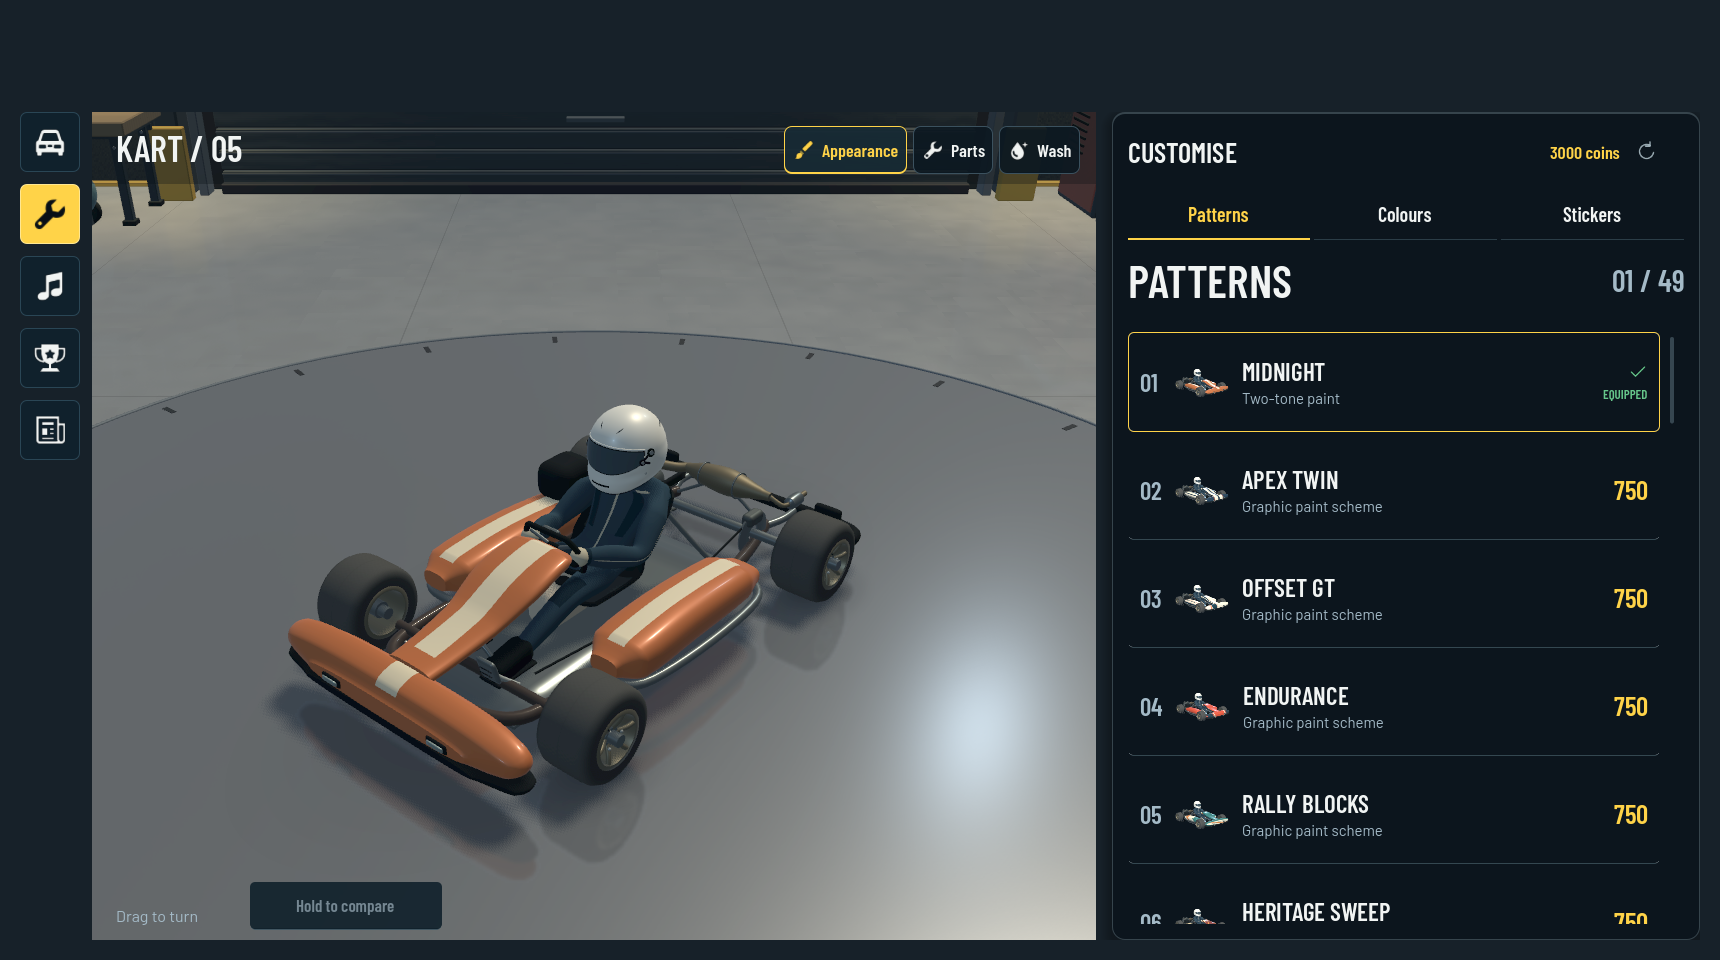 KART / 05
Appearance
Parts
Wash
Drag to turn
Hold to compare
CUSTOMISE
3000 coins
Patterns
Colours
Stickers
PATTERNS
01 / 49
01
MIDNIGHT
Two-tone paint
EQUIPPED
02
APEX TWIN
Graphic paint scheme
750
03
OFFSET GT
Graphic paint scheme
750
04
ENDURANCE
Graphic paint scheme
750
05
RALLY BLOCKS
Graphic paint scheme
750
06
HERITAGE SWEEP
750